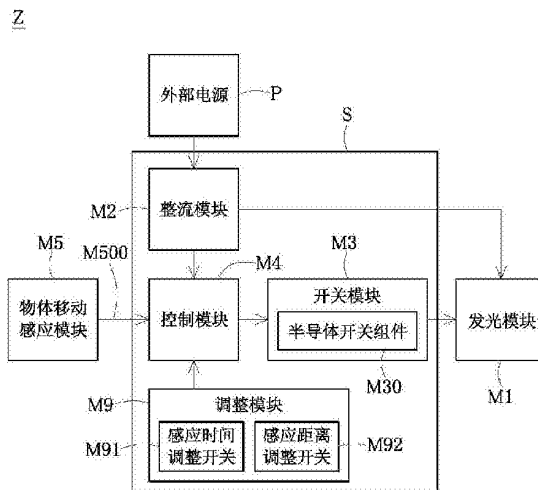 Z
外部电源
P
S
整流模块
M2
M5
M500
M4
M3
物体移动
感应模块
控制模块
开关模块
半导体开关组件
发光模块
M30
M1
M9
调整模块
M91
感应时间
调整开关
感应距离
调整开关
M92